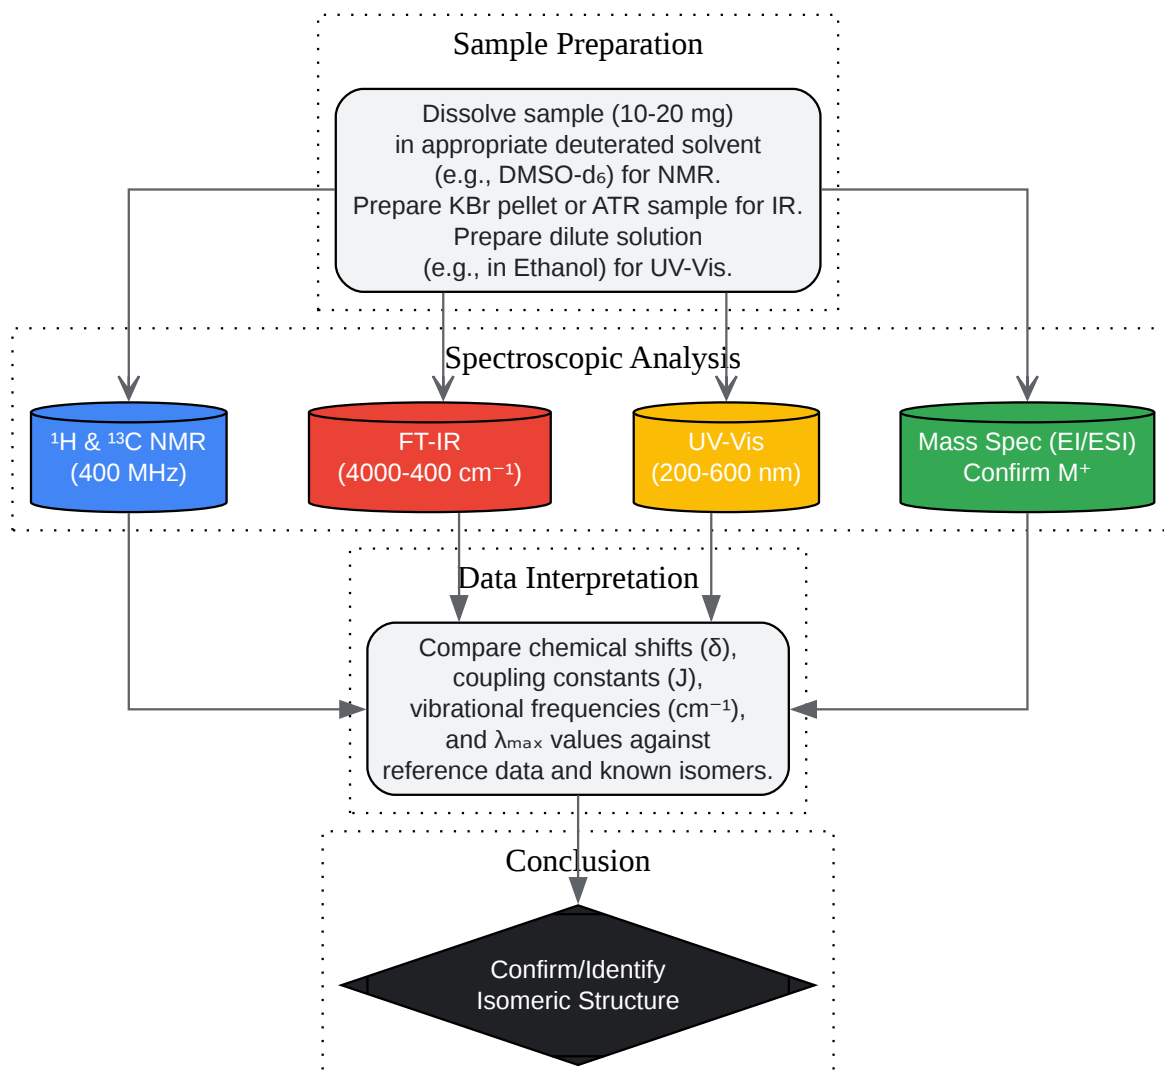 Sample Preparation
Dissolve sample (10-20 mg)
in appropriate deuterated solvent
(e.g., DMSO-d₆) for NMR.
Prepare KBr pellet or ATR sample for IR.
Prepare dilute solution
(e.g., in Ethanol) for UV-Vis.
Spectroscopic Analysis
¹H & ¹³C NMR
(400 MHz)
FT-IR
(4000-400 cm⁻¹)
UV-Vis
(200-600 nm)
Mass Spec (EI/ESI)
Confirm M⁺
Data Interpretation
Compare chemical shifts (δ),
coupling constants (J),
vibrational frequencies (cm⁻¹),
and λₘₐₓ values against
reference data and known isomers.
Conclusion
Confirm/Identify
Isomeric Structure